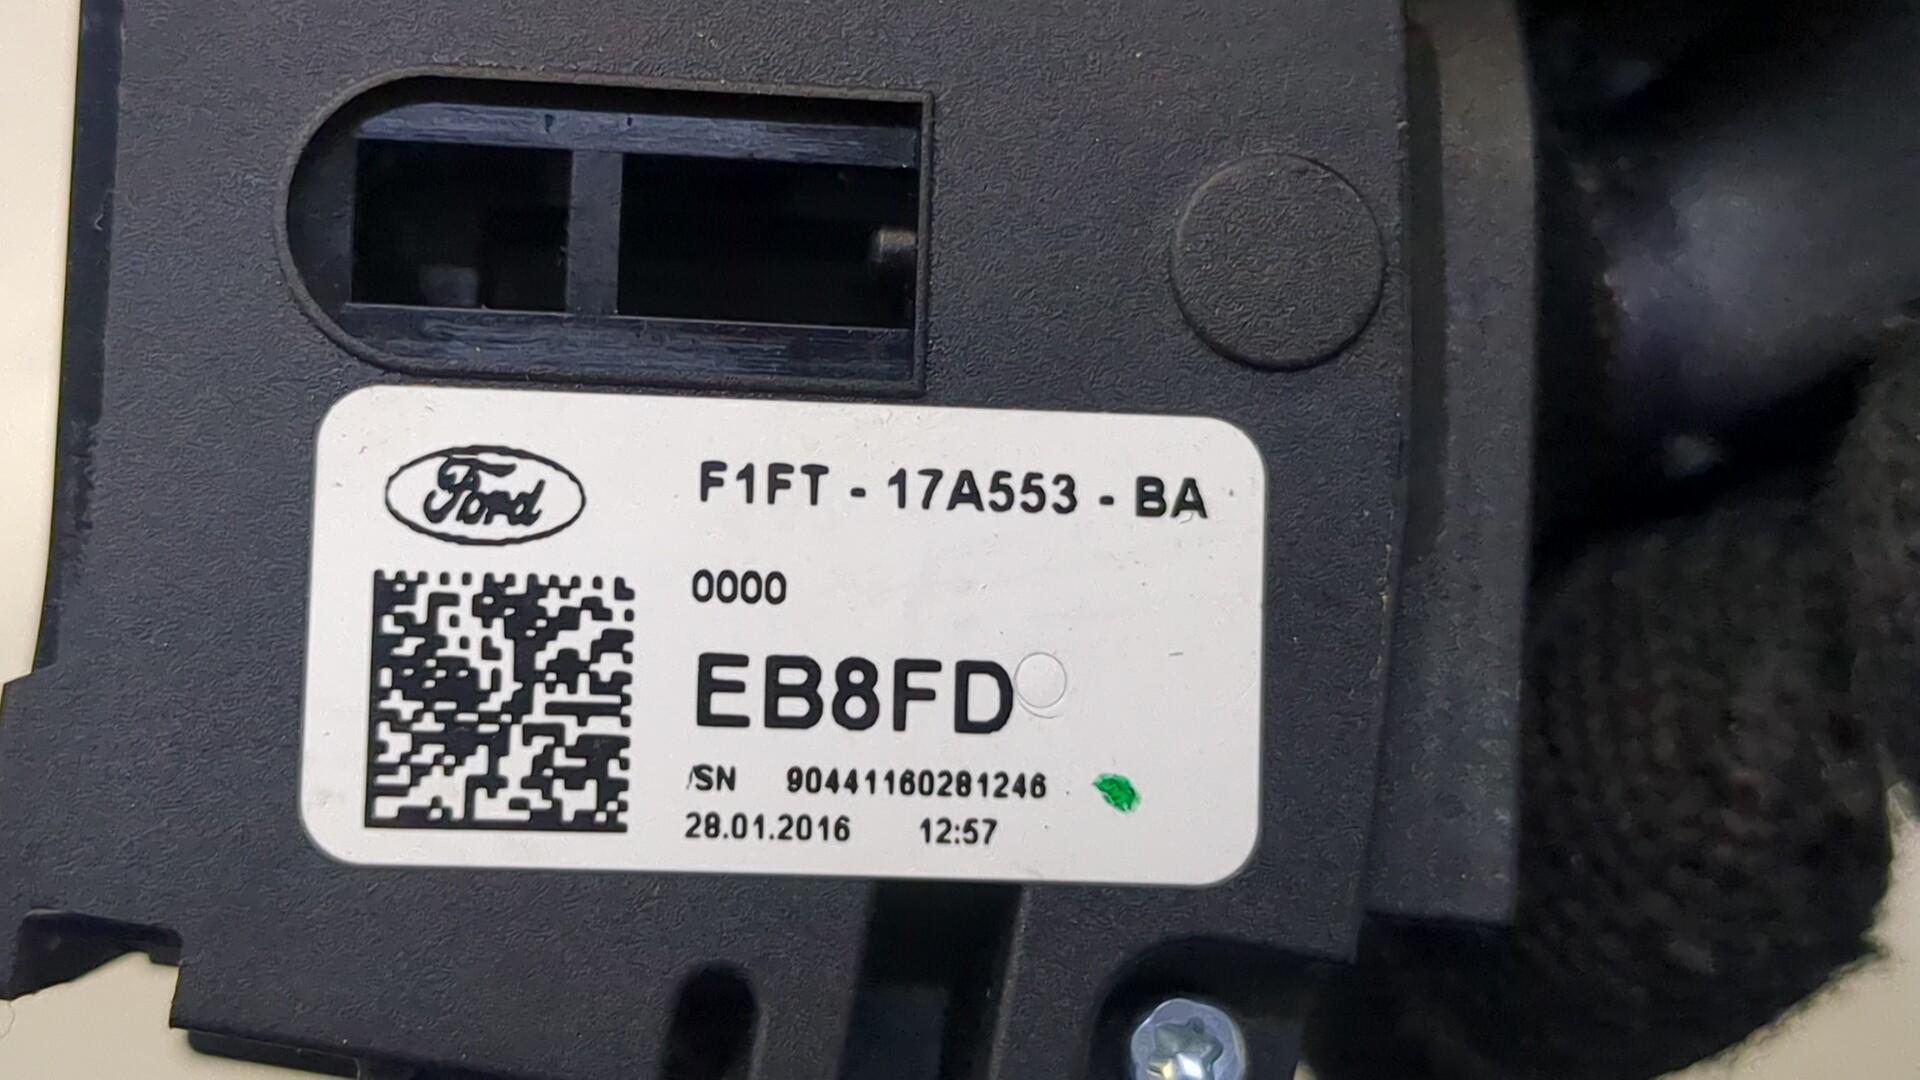 Ford
F1FT - 17A553 - BA
0000
EB8FD
/SN 90441160281246
28.01.2016 12:57